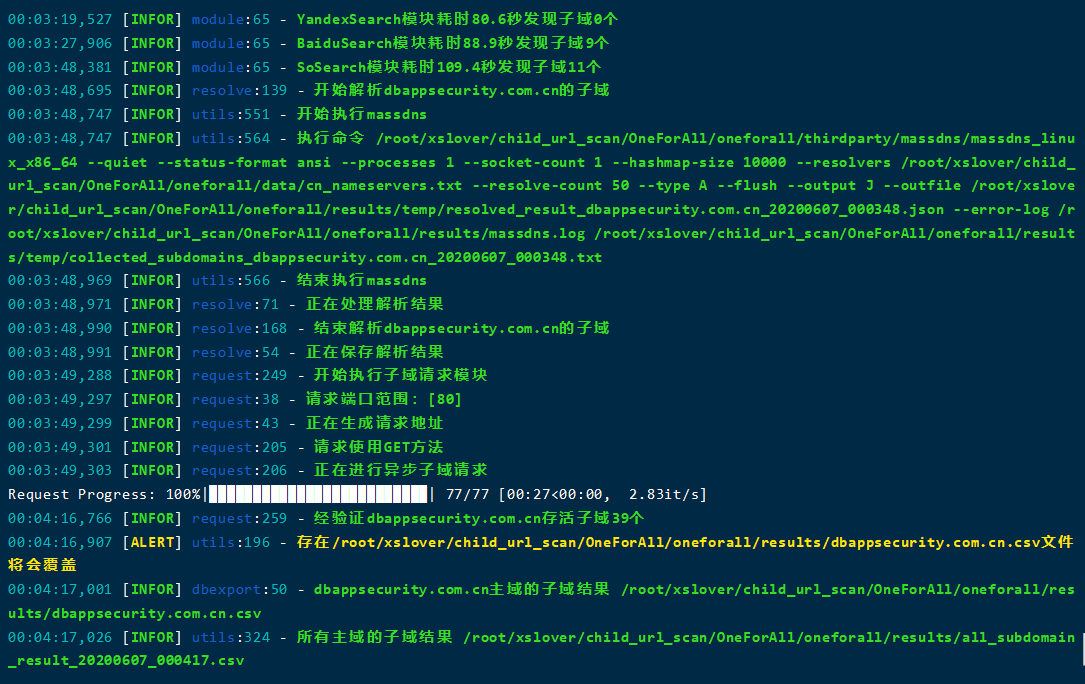 00:03:19,527 [INFOR] module:65 - YandexSearch模块耗时80.6秒发现子域0个
00:03:27,906 [INFOR] module:65 - BaiduSearch模块耗时88.9秒发现子域9个
00:03:48,381 [INFOR] module:65 - SoSearch模块耗时109.4秒发现子域11个
00:03:48,695 [INFOR] resolve:139 - 开始解析dbappsecurity.com.cn的子域
00:03:48,747 [INFOR] utils:551 - 开始执行massdns
00:03:48,747 [INFOR] utils:564 - 执行命令 /root/xslover/child_url_scan/OneForAll/oneforall/thirdparty/massdns/massdns_linu
x_x86_64 --quiet --status-format ansi --processes 1 --socket-count 1 --hashmap-size 10000 --resolvers /root/xslover/child_
url_scan/OneForAll/oneforall/data/cn_nameservers.txt --resolve-count 50 --type A --flush --output J --outfile /root/xslove
r/child_url_scan/OneForAll/oneforall/results/temp/resolved_result_dbappsecurity.com.cn_20200607_000348.json --error-log /r
oot/xslover/child_url_scan/OneForAll/oneforall/results/massdns.log /root/xslover/child_url_scan/OneForAll/oneforall/result
s/temp/collected_subdomains_dbappsecurity.com.cn_20200607_000348.txt
00:03:48,969 [INFOR] utils:566 - 结束执行massdns
00:03:48,971 [INFOR] resolve:71 - 正在处理解析结果
00:03:48,990 [INFOR] resolve:168 - 结束解析dbappsecurity.com.cn的子域
00:03:48,991 [INFOR] resolve:54 - 正在保存解析结果
00:03:49,288 [INFOR] request:249 - 开始执行子域请求模块
00:03:49,297 [INFOR] request:38 - 请求端口范围：[80]
00:03:49,299 [INFOR] request:43 - 正在生成请求地址
00:03:49,301 [INFOR] request:205 - 请求使用GET方法
00:03:49,303 [INFOR] request:206 - 正在进行异步子域请求
Request Progress: 100%|█████████████████████████| 77/77 [00:27<00:00,  2.83it/s]
00:04:16,766 [INFOR] request:259 - 经验证dbappsecurity.com.cn存活子域39个
00:04:16,907 [ALERT] utils:196 - 存在/root/xslover/child_url_scan/OneForAll/oneforall/results/dbappsecurity.com.cn.csv文件
将会覆盖
00:04:17,001 [INFOR] dbexport:50 - dbappsecurity.com.cn主域的子域结果 /root/xslover/child_url_scan/OneForAll/oneforall/res
ults/dbappsecurity.com.cn.csv
00:04:17,026 [INFOR] utils:324 - 所有主域的子域结果 /root/xslover/child_url_scan/OneForAll/oneforall/results/all_subdomain
_result_20200607_000417.csv